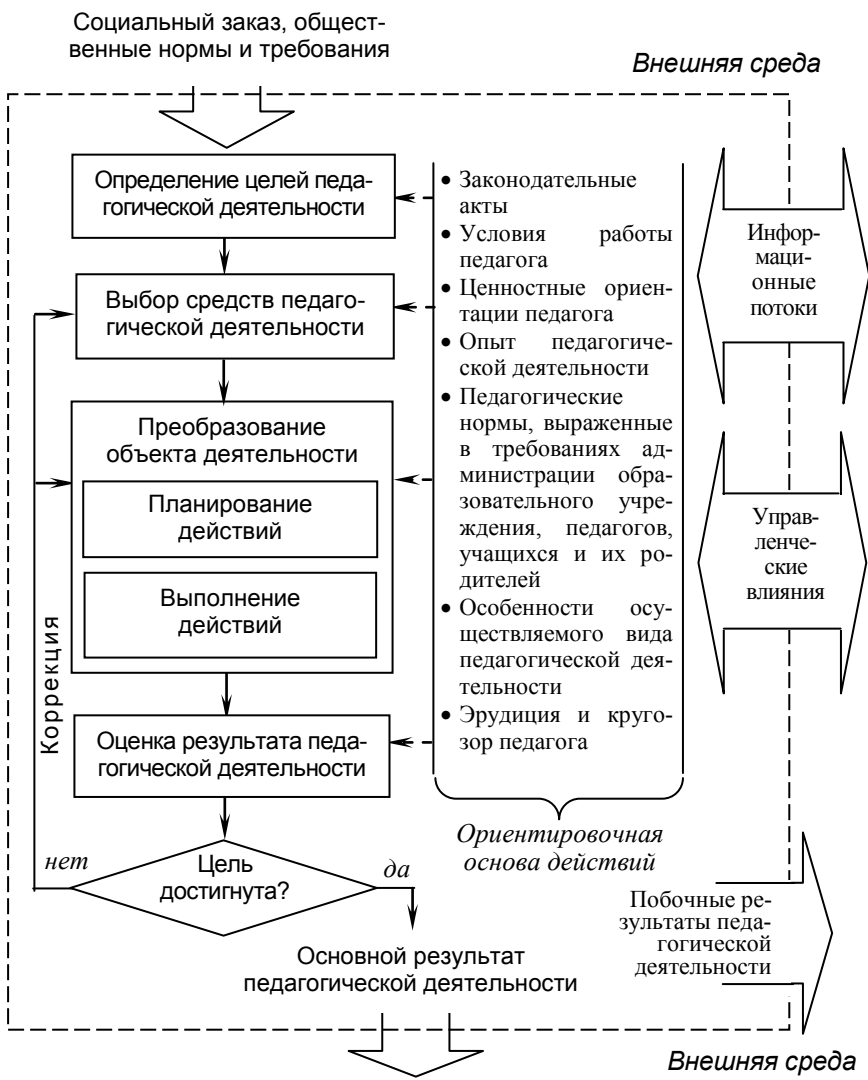 Социальный заказ, общест-
венные нормы и требования
Внешняя среда
Определение целей педа-
гогической деятельности
Выбор средств педаго-
гической деятельности
Преобразование
объекта деятельности
Планирование
действий
Выполнение
действий
Коррекция
Оценка результата педа-
гогической деятельности
нет
Цель
достигнута?
да
Основной результат
педагогической деятельности
• Законодательные
акты
• Условия работы
педагога
• Ценностные ориен-
тации педагога
• Опыт педагогиче-
ской деятельности
• Педагогические
нормы, выраженные
в требованиях ад-
министрации обра-
зовательного учре-
ждения, педагогов,
учащихся и их ро-
дителей
• Особенности осу-
ществляемого вида
педагогической дея-
тельности
• Эрудиция и круго-
зор педагога
Ориентировочная
основа действий
Инфор-
маци-
онные
потоки
Управ-
ленче-
ские
влияния
Побочные ре-
зультаты педа-
гогической
деятельности
Внешняя среда